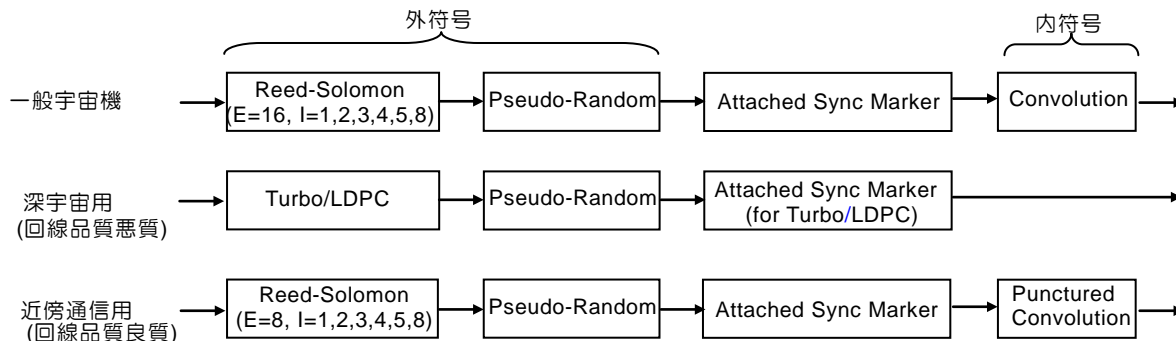 外符号
内符号
一般宇宙機
Reed-Solomon
(E=16, I=1,2,3,4,5,8)
Pseudo-Random
Attached Sync Marker
Convolution
深宇宙用
(回線品質悪質)
Turbo/LDPC
Pseudo-Random
Attached Sync Marker
(for Turbo/LDPC)
近傍通信用
(回線品質良質)
Reed-Solomon
(E=8, I=1,2,3,4,5,8)
Pseudo-Random
Attached Sync Marker
Punctured
Convolution